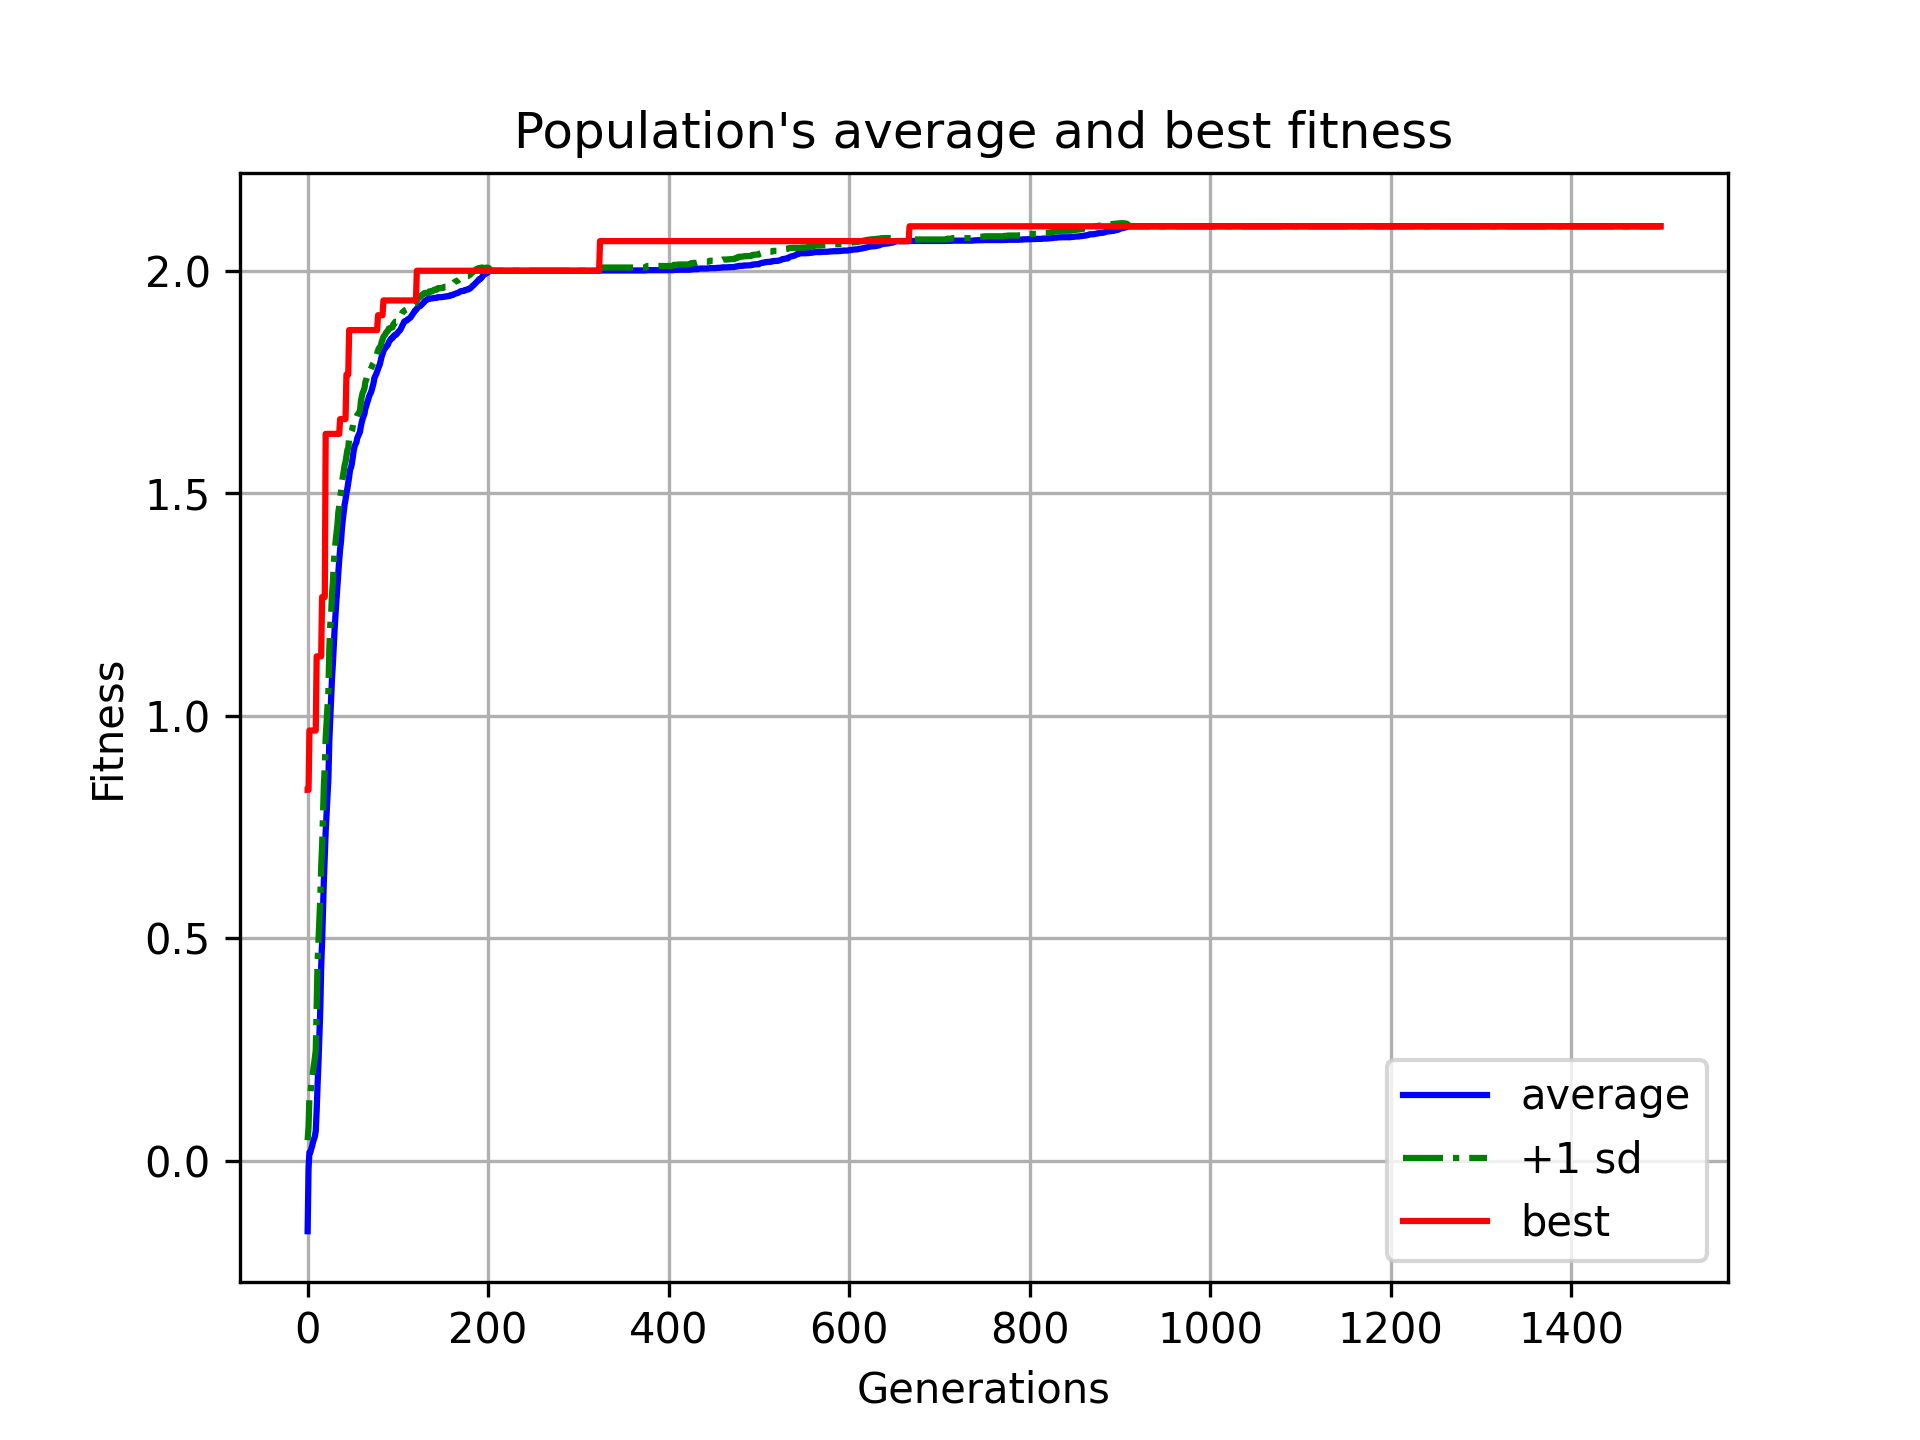 Population's average and best fitness
2.0
1.5
1.0
0.5
0.0
Fitness
average
+1 sd
best
0 200 400 600 800 1000 1200 1400
Generations